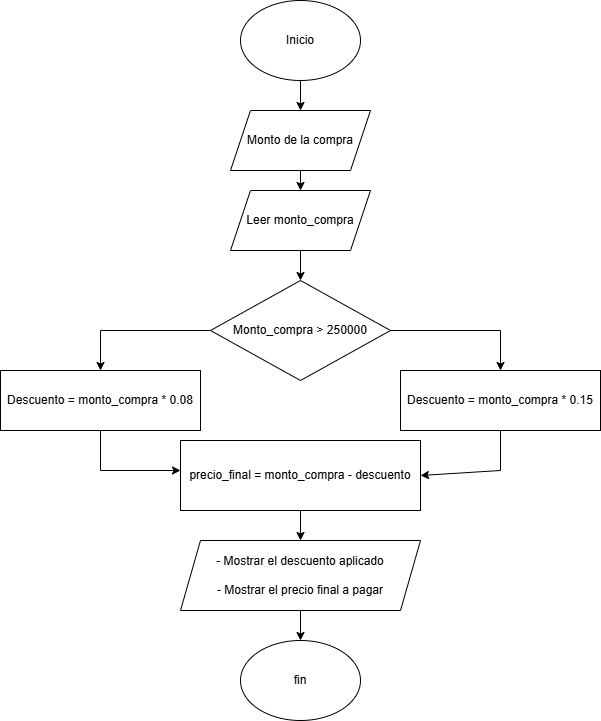 Inicio
Monto de la compra
Leer monto_compra
Monto_compra > 250000
Descuento = monto_compra * 0.08
Descuento = monto_compra * 0.15
precio_final = monto_compra - descuento
- Mostrar el descuento aplicado
- Mostrar el precio final a pagar
fin